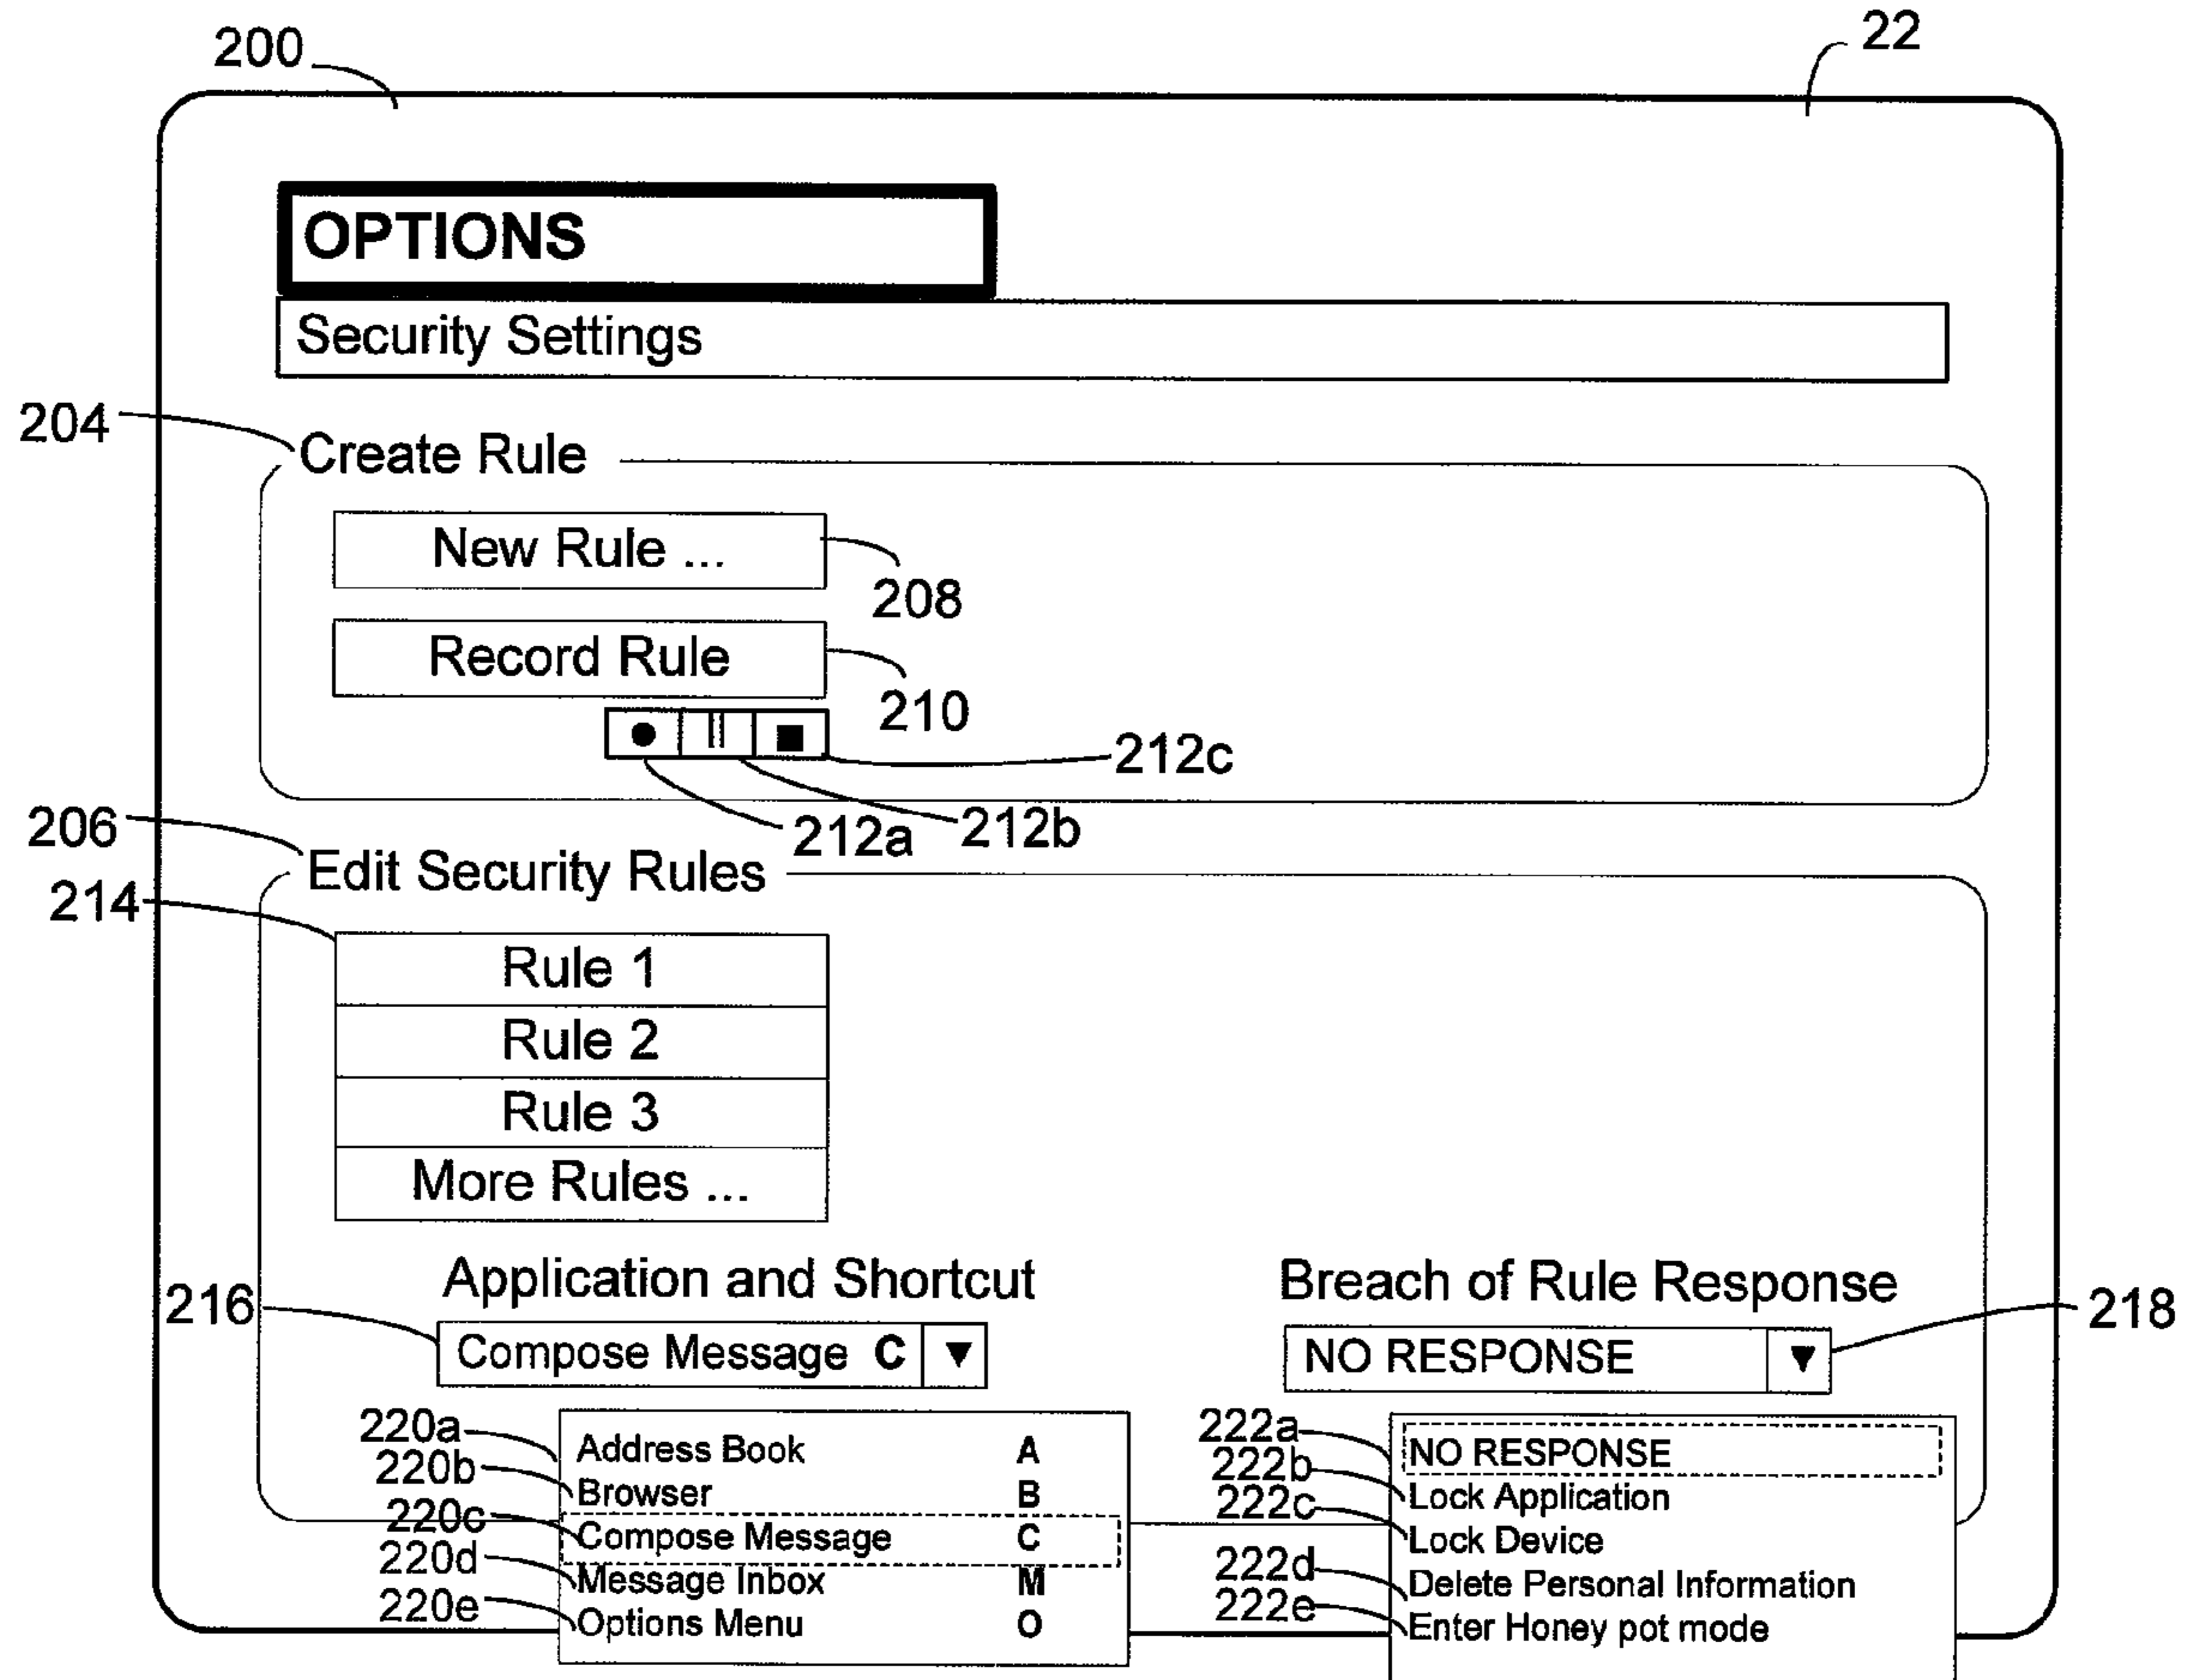 200
22
OPTIONS
Security Settings
204
Create Rule
New Rule ...
208
Record Rule
210
212c
212a
212b
206
Edit Security Rules
214
Rule 1
Rule 2
Rule 3
More Rules ...
Application and Shortcut
Breach of Rule Response
216
Compose Message C
NO RESPONSE
218
220a
Address Book A
220b
Browser B
220c
Compose Message C
220d
Message Inbox M
220e
Options Menu O
222a
NO RESPONSE
222b
Lock Application
222c
Lock Device
222d
Delete Personal Information
222e
Enter Honey pot mode